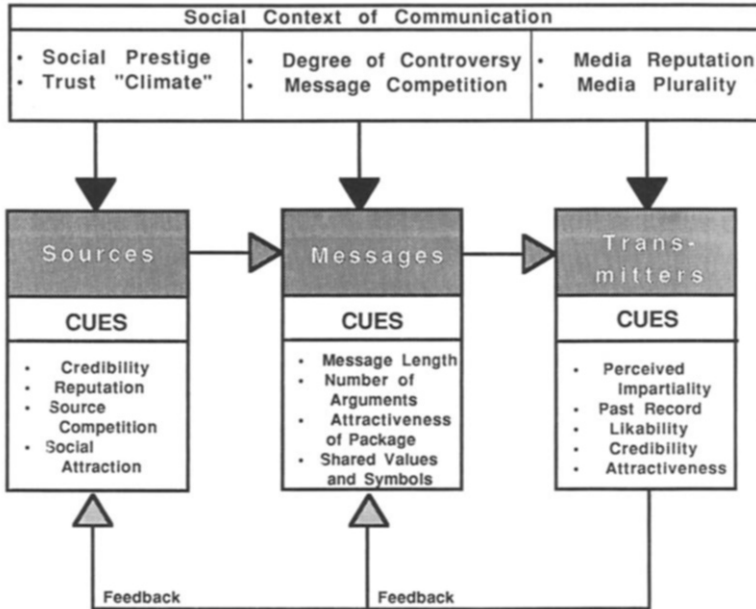 Social Context of Communication
• Social Prestige
• Trust "Climate"
• Degree of Controversy
• Message Competition
• Media Reputation
• Media Plurality
Sources
CUES
• Credibility
• Reputation
• Source
Competition
• Social
Attraction
Messages
CUES
• Message Length
• Number of
Arguments
• Attractiveness
of Package
• Shared Values
and Symbols
Trans-
mitters
CUES
• Perceived
Impartiality
• Past Record
• Likability
• Credibility
• Attractiveness
Feedback
Feedback